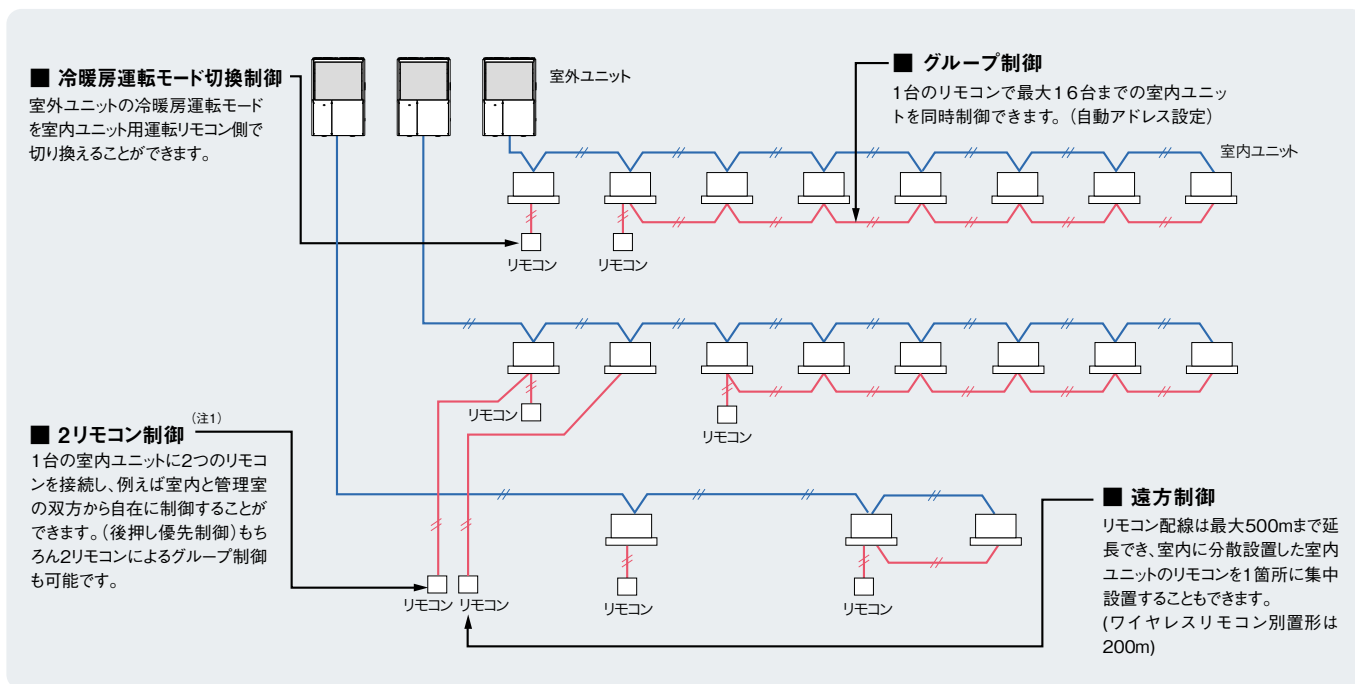 ■ 冷暖房運転モード切換制御
室外ユニットの冷暖房運転モード
を室内ユニット用運転リモコン側で
切り換えることができます。
室外ユニット
■ グループ制御
1台のリモコンで最大16台までの室内ユニッ
トを同時制御できます。(自動アドレス設定)
室内ユニット
リモコン
リモコン
リモコン
リモコン
■ 2リモコン制御(注1)
1台の室内ユニットに2つのリモコ
ンを接続し、例えば室内と管理室
の双方から自在に制御することが
できます。(後押し優先制御)もち
ろん2リモコンによるグループ制御
も可能です。
リモコン
リモコン
リモコン
リモコン
■ 遠方制御
リモコン配線は最大500mまで延
長でき、室内に分散設置した室内
ユニットのリモコンを1箇所に集中
設置することもできます。
(ワイヤレスリモコン別置形は
200m)